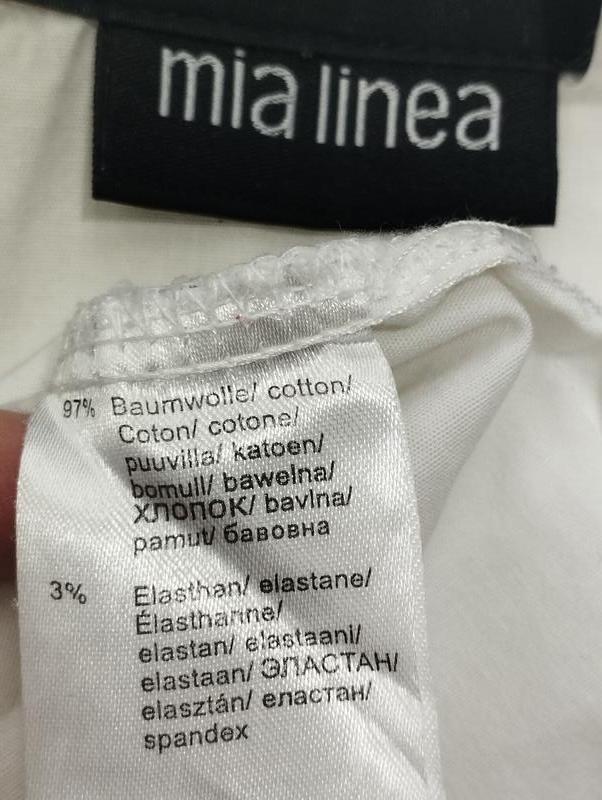 mia linea
97% Baumwolle/ cotton/
Coton/ cotone/
puuvilla/ katoen/
bomull/ bawełna/
ХЛОПОК/ bavlna/
pamut/ бавовна
3% Elasthan/ elastane/
Élasthanne/
elastan/ elastaani/
elastaan/ ЭЛАСТАН/
elasztán/ еластан/
spandex